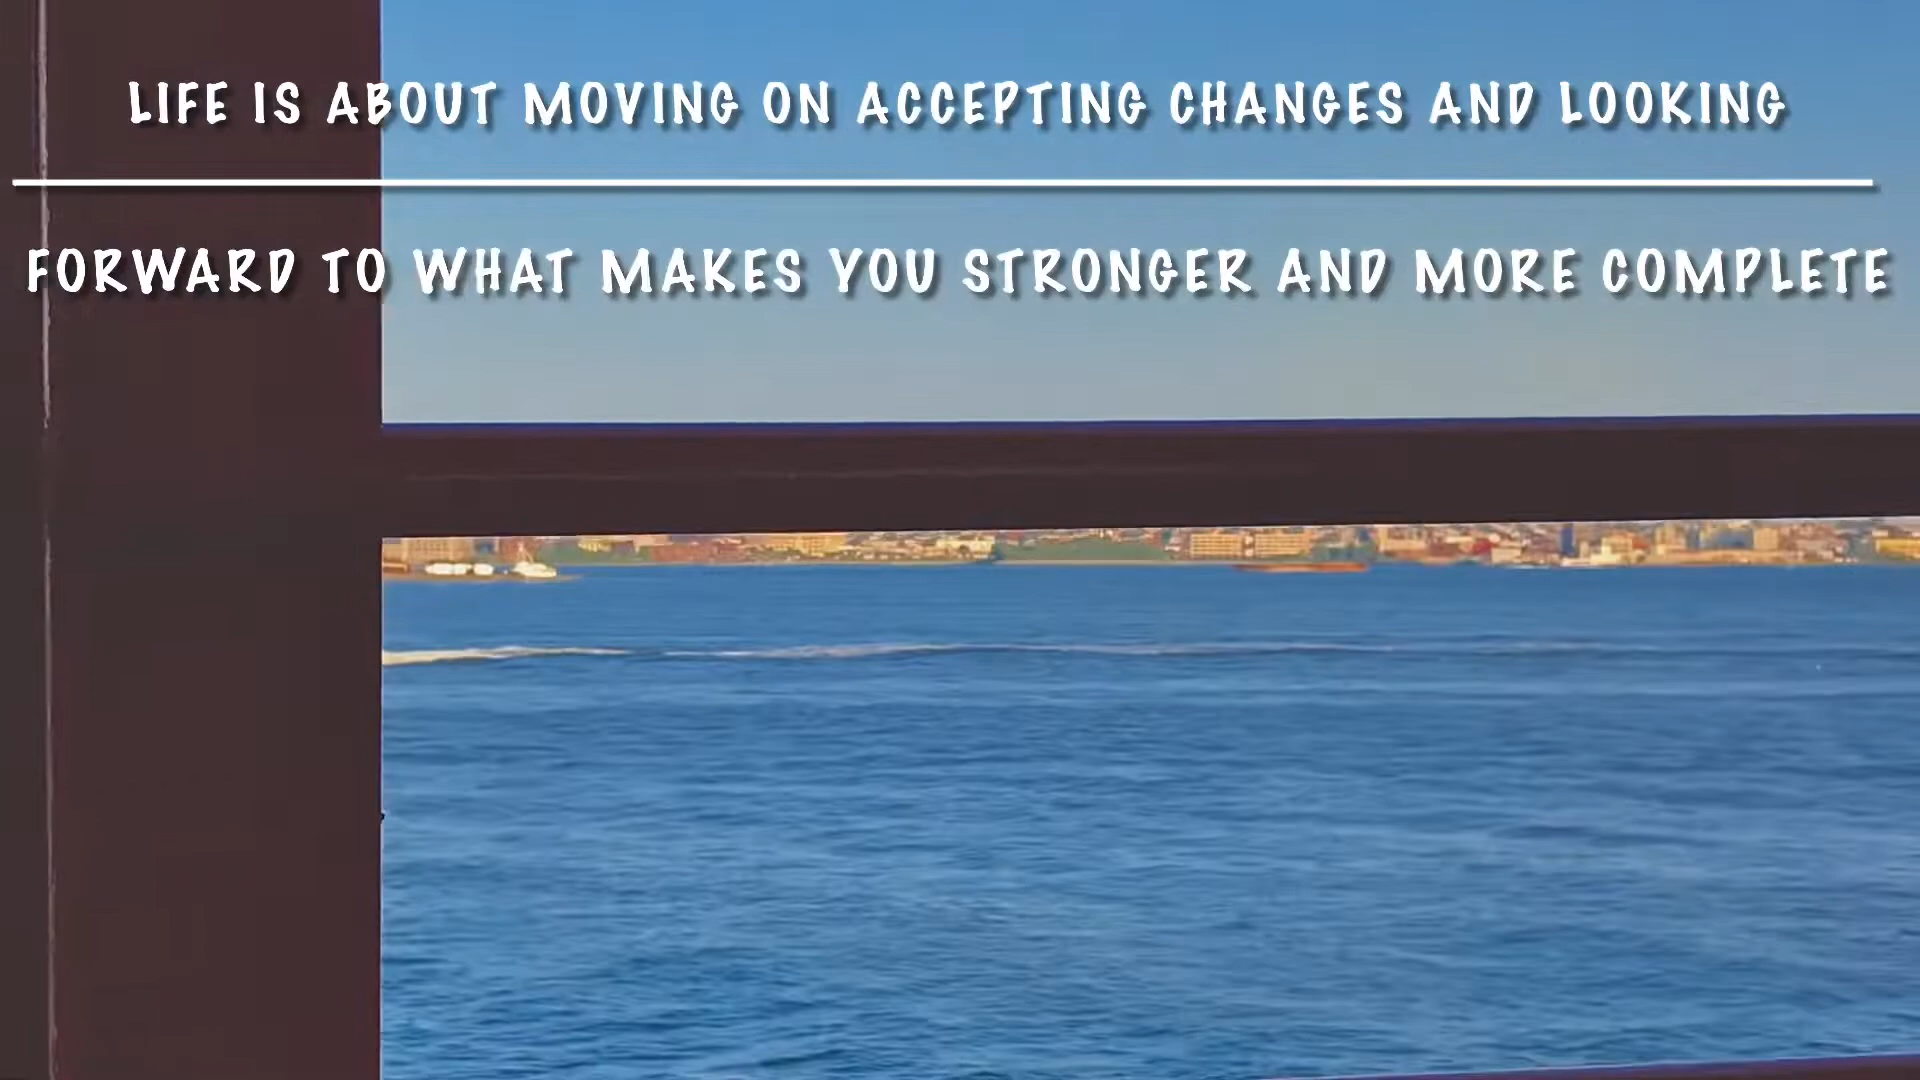 LIFE IS ABOUT MOVING ON ACCEPTING CHANGES AND LOOKING
FORWARD TO WHAT MAKES YOU STRONGER AND MORE COMPLETE